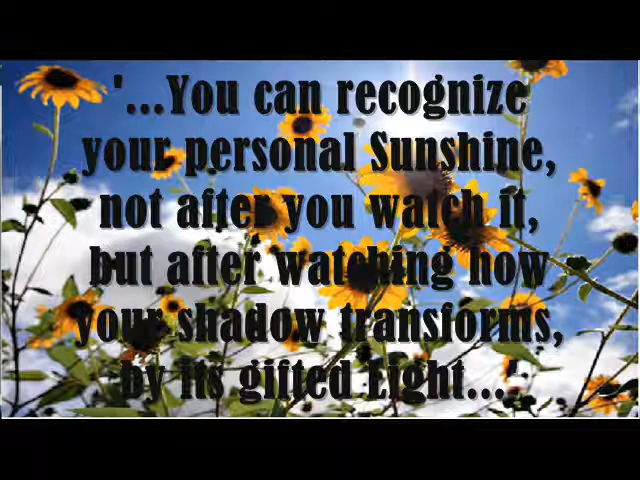 '...You can recognize
your personal Sunshine,
not after you watch it,
but after watching how
your shadow transforms,
by its gifted Light...'